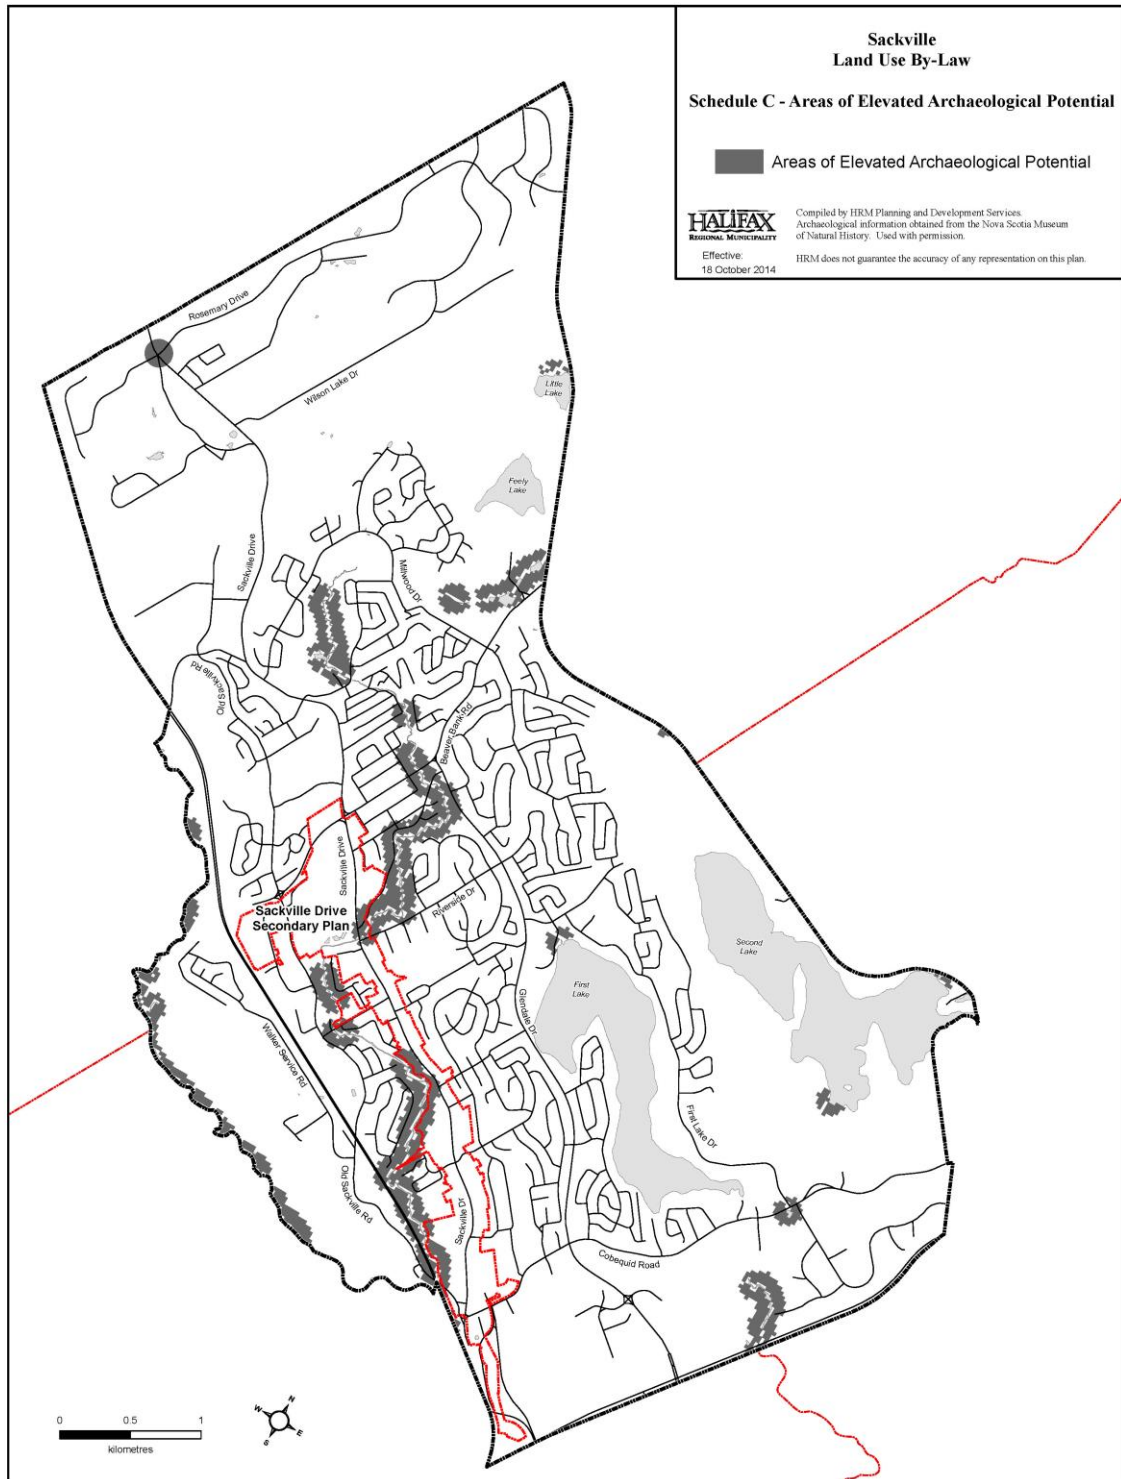 Sackville
Land Use By-Law
Schedule C - Areas of Elevated Archaeological Potential
Areas of Elevated Archaeological Potential
HALIFAX
REGIONAL MUNICIPALITY
Compiled by HRM Planning and Development Services.
Archaeological information obtained from the Nova Scotia Museum
of Natural History. Used with permission.
Effective:
18 October 2014
HRM does not guarantee the accuracy of any representation on this plan.
Rosemary Drive
Wilson Lake Dr
Little
Lake
Feely
Lake
Sackville Drive
Millwood Dr
Old Sackville Rd
Beaver Bank Rd
Sackville Drive
Riverside Dr
Sackville Drive
Secondary Plan
Second
Lake
First
Lake
Glendale Dr
Walker Service Rd
First Lake Dr
Old Sackville Rd
Sackville Dr
Cobequid Road
N
W
E
S
0 0.5 1
kilometres